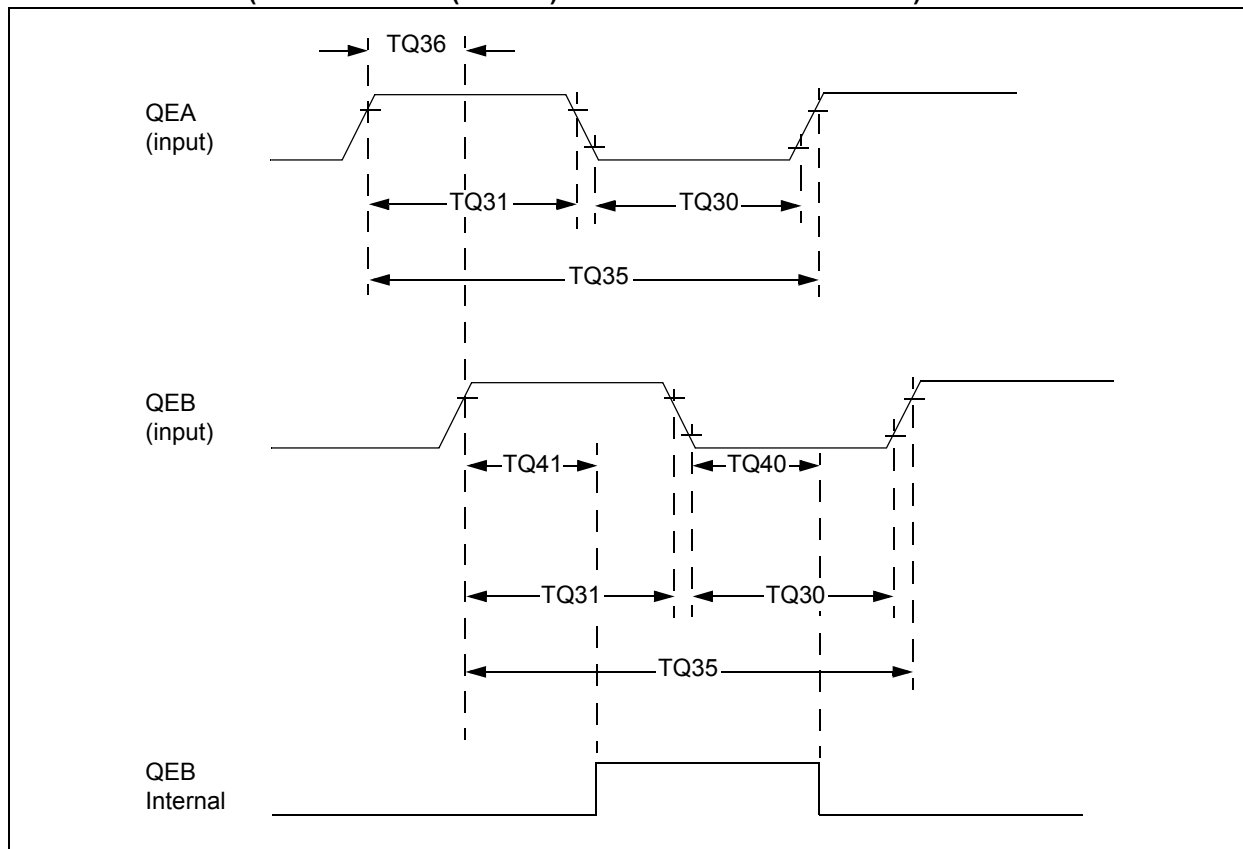 TQ36
QEA
(input)
TQ31
TQ30
TQ35
QEB
(input)
TQ41
TQ40
TQ31
TQ30
TQ35
QEB
Internal